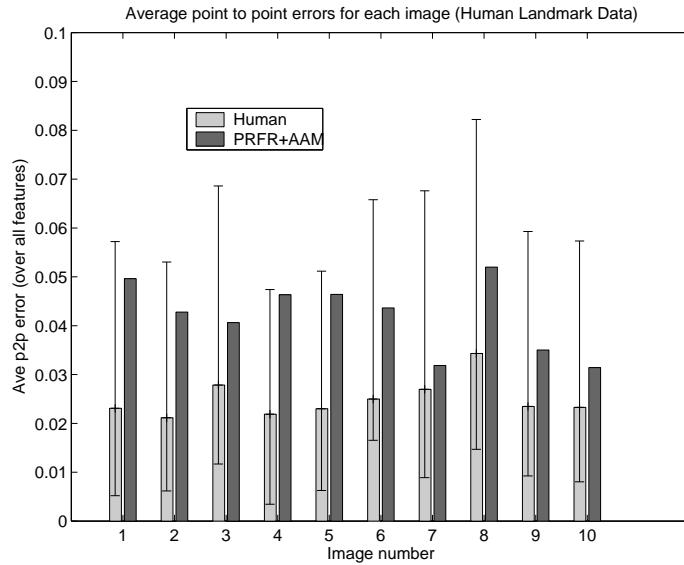 Average point to point errors for each image (Human Landmark Data)
0.1
0.09
0.08
0.07
0.06
0.05
0.04
0.03
0.02
0.01
0
Ave p2p error (over all features)
Human
PRFR+AAM
1 2 3 4 5 6 7 8 9 10
Image number